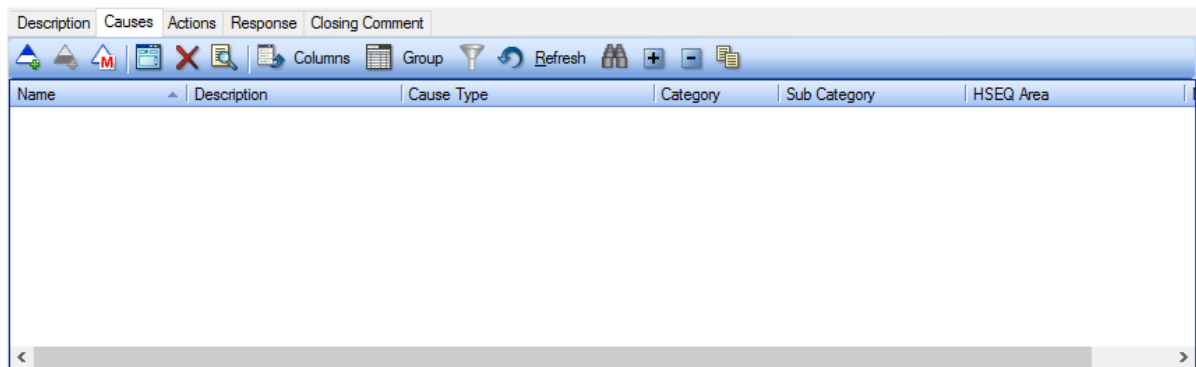 Description Causes Actions Response Closing Comment
M Columns Group Refresh
Name Description Cause Type Category Sub Category HSEQ Area